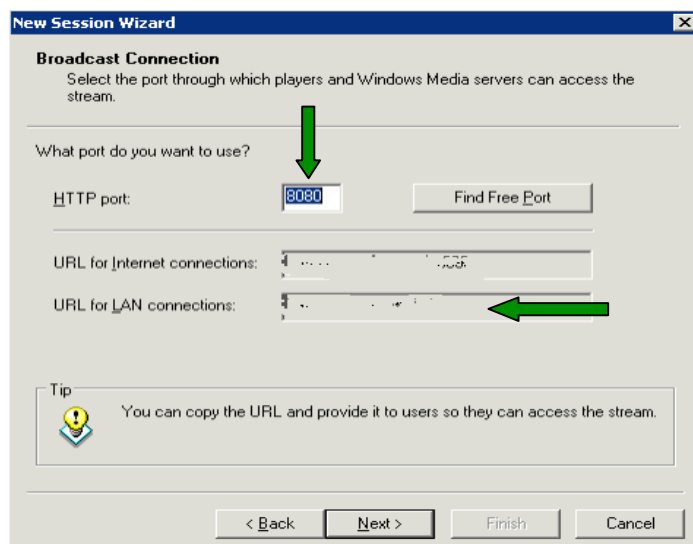 New Session Wizard
Broadcast Connection
Select the port through which players and Windows Media servers can access the
stream.
What port do you want to use?
HTTP port:
8080
Find Free Port
URL for Internet connections:
URL for LAN connections:
Tip
You can copy the URL and provide it to users so they can access the stream.
< Back
Next >
Finish
Cancel